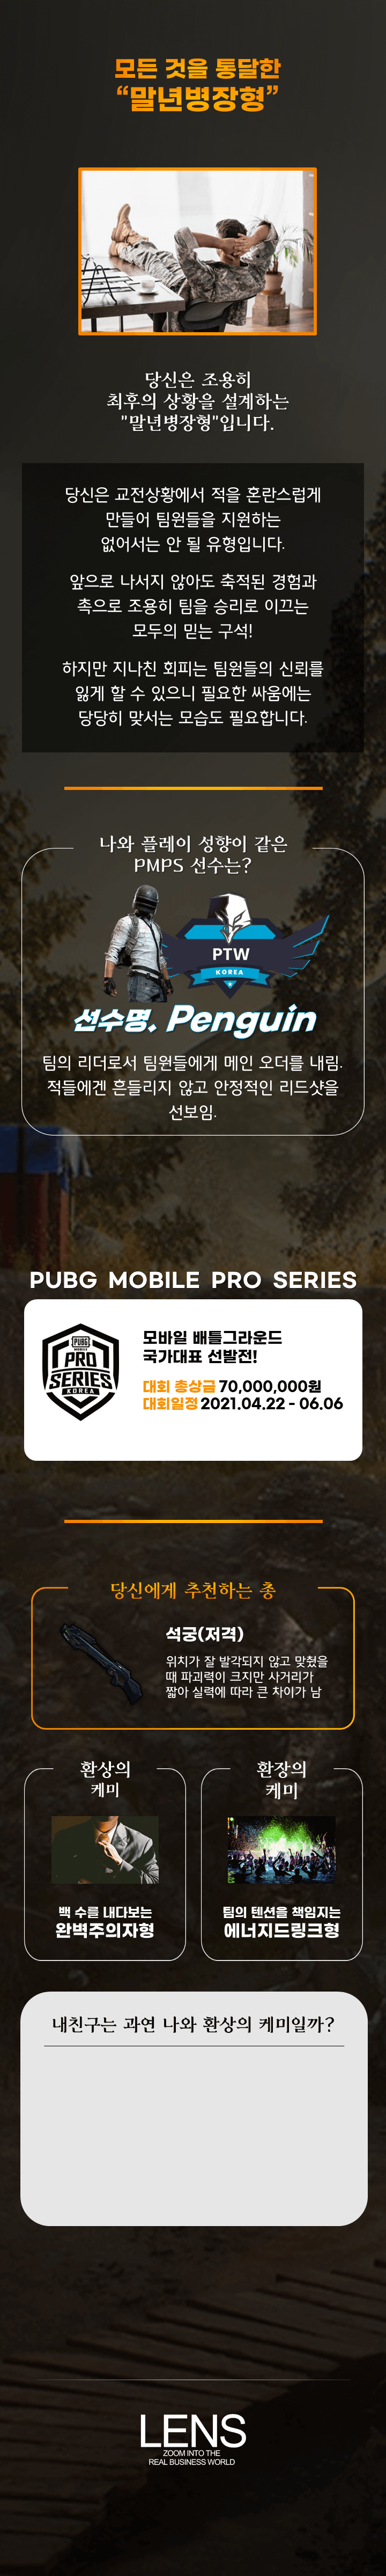 모든 것을 통달한
“말년병장형”
당신은 조용히
최후의 상황을 설계하는
"말년병장형"입니다.
당신은 교전상황에서 적을 혼란스럽게
만들어 팀원들을 지원하는
없어서는 안 될 유형입니다.
앞으로 나서지 않아도 축적된 경험과
촉으로 조용히 팀을 승리로 이끄는
모두의 믿는 구석!
하지만 지나친 회피는 팀원들의 신뢰를
잃게 할 수 있으니 필요한 싸움에는
당당히 맞서는 모습도 필요합니다.
나와 플레이 성향이 같은
PMPS 선수는?
PTW
KOREA
선수명. Penguin
팀의 리더로서 팀원들에게 메인 오더를 내림.
적들에겐 흔들리지 않고 안정적인 리드샷을
선보임.
PUBG MOBILE PRO SERIES
PUBG
MOBILE
PRO
SERIES
KOREA
모바일 배틀그라운드
국가대표 선발전!
대회 총상금 70,000,000원
대회일정 2021.04.22 - 06.06
당신에게 추천하는 총
석궁(저격)
위치가 잘 발각되지 않고 맞췄을
때 파괴력이 크지만 사거리가
짧아 실력에 따라 큰 차이가 남
환상의
케미
백 수를 내다보는
완벽주의자형
환장의
케미
팀의 텐션을 책임지는
에너지드링크형
내친구는 과연 나와 환상의 케미일까?
LENS
ZOOM INTO THE
REAL BUSINESS WORLD